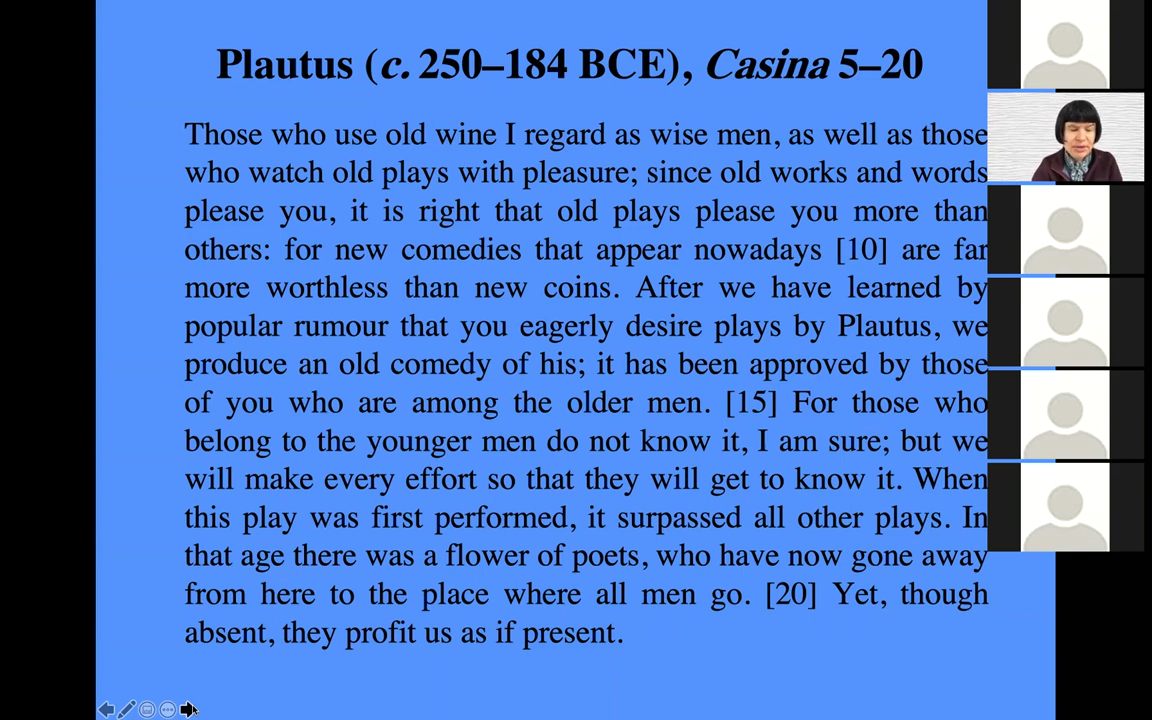 Plautus (c. 250–184 BCE), Casina 5–20
Those who use old wine I regard as wise men, as well as those
who watch old plays with pleasure; since old works and words
please you, it is right that old plays please you more than
others: for new comedies that appear nowadays [10] are far
more worthless than new coins. After we have learned by
popular rumour that you eagerly desire plays by Plautus, we
produce an old comedy of his; it has been approved by those
of you who are among the older men. [15] For those who
belong to the younger men do not know it, I am sure; but we
will make every effort so that they will get to know it. When
this play was first performed, it surpassed all other plays. In
that age there was a flower of poets, who have now gone away
from here to the place where all men go. [20] Yet, though
absent, they profit us as if present.